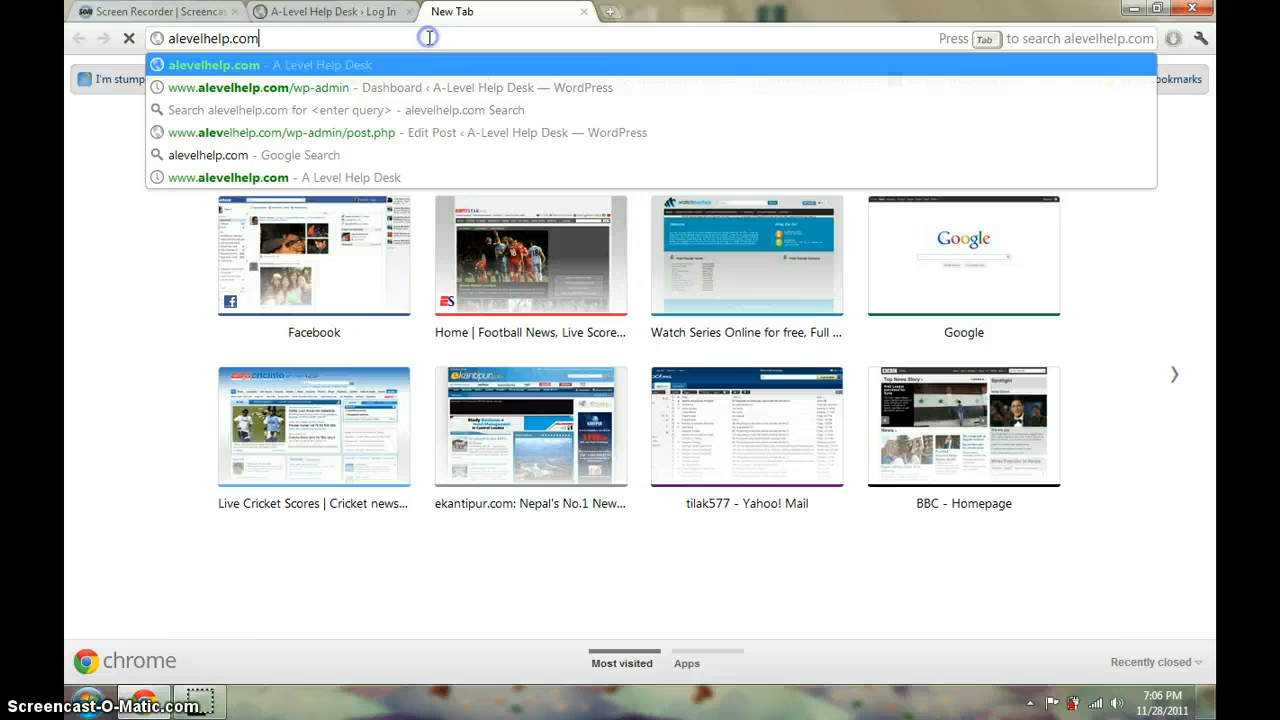 Screen Recorder | Screencas
A-Level Help Desk › Log In
New Tab
alevelhelp.com
Press Tab to search alevelhelp.com
alevelhelp.com - A Level Help Desk
www.alevelhelp.com/wp-admin - Dashboard ‹ A-Level Help Desk — WordPress
Search alevelhelp.com for <enter query> - alevelhelp.com Search
www.alevelhelp.com/wp-admin/post.php - Edit Post ‹ A-Level Help Desk — WordPress
alevelhelp.com - Google Search
www.alevelhelp.com - A Level Help Desk
I'm stump
okmarks
Google
Facebook
Home | Football News, Live Score...
Watch Series Online for free, Full ...
Google
Live Cricket Scores | Cricket news...
ekantipur.com: Nepal's No.1 New...
tilak577 - Yahoo! Mail
BBC - Homepage
chrome
Most visited
Apps
Recently closed
7:06 PM
11/28/2011
Screencast-O-Matic.com